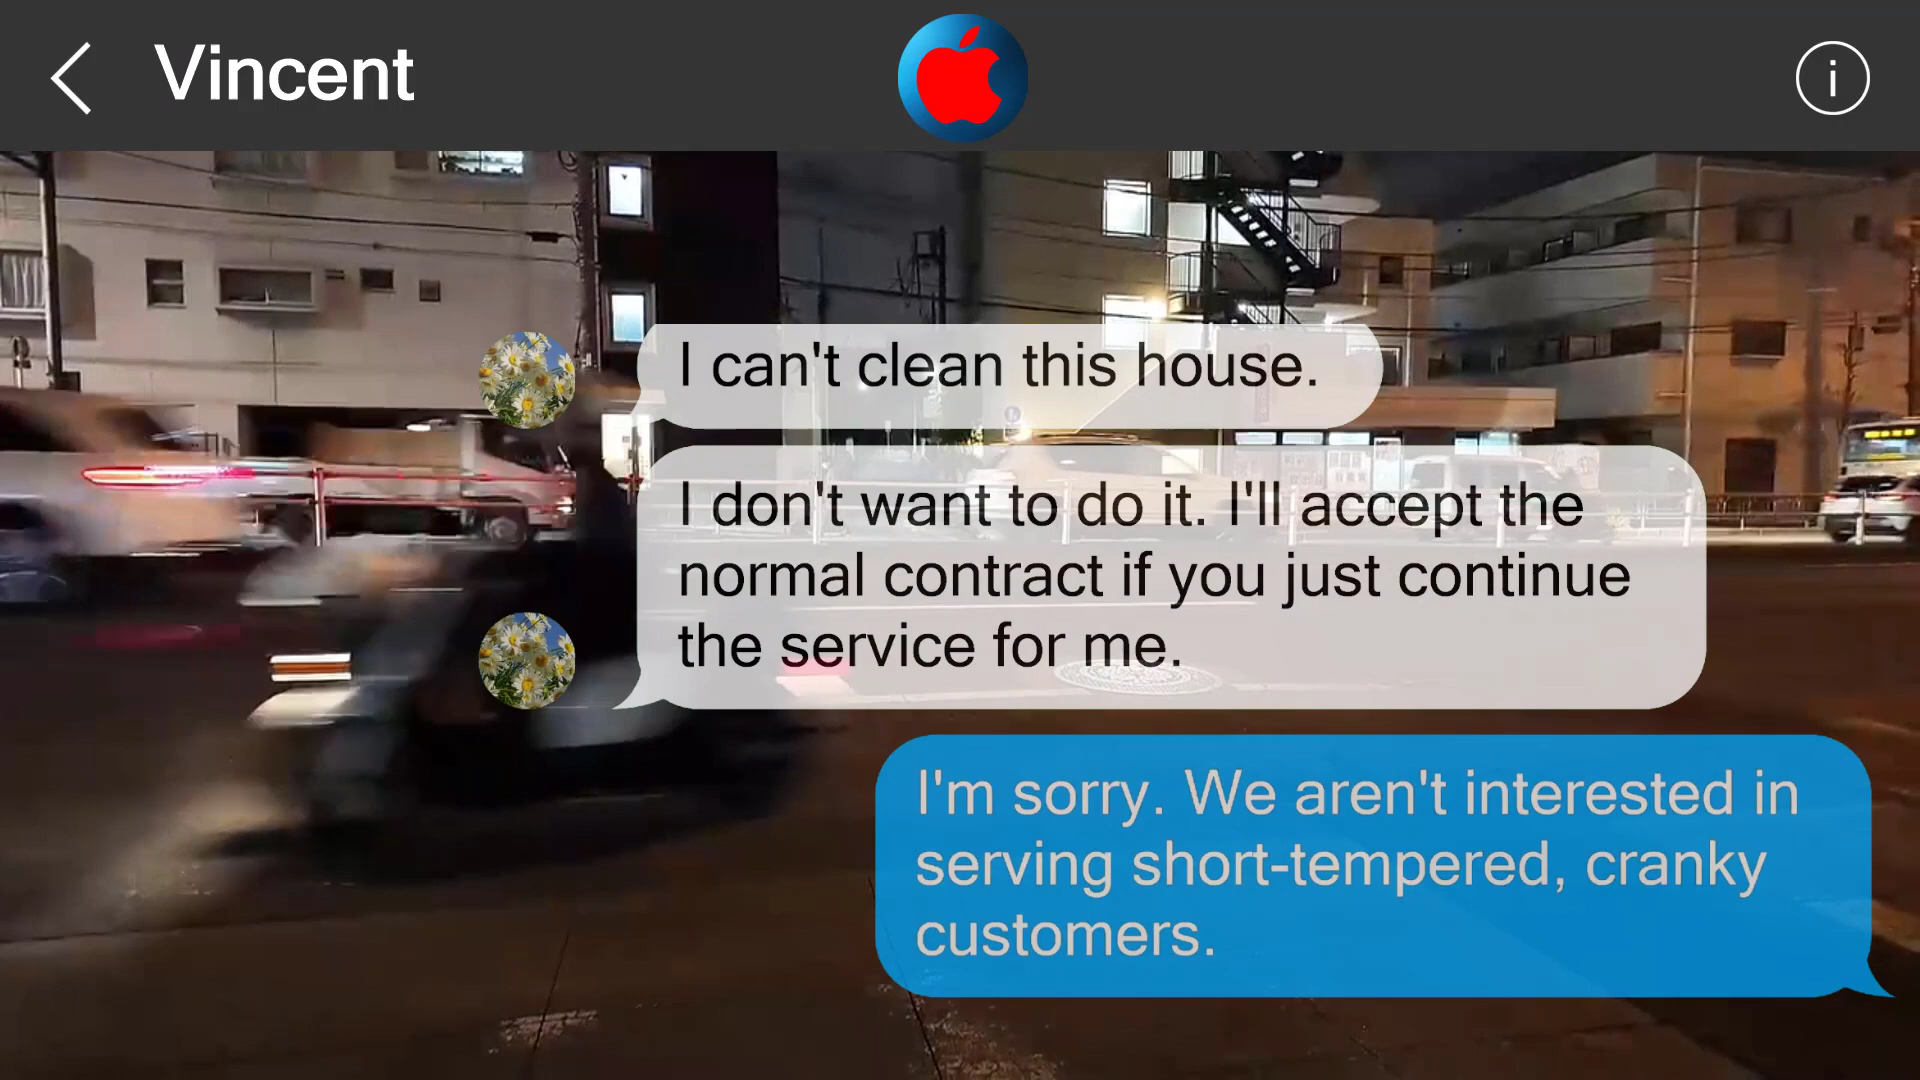 Vincent
i
I can't clean this house.
I don't want to do it. I'll accept the
normal contract if you just continue
the service for me.
I'm sorry. We aren't interested in
serving short-tempered, cranky
customers.